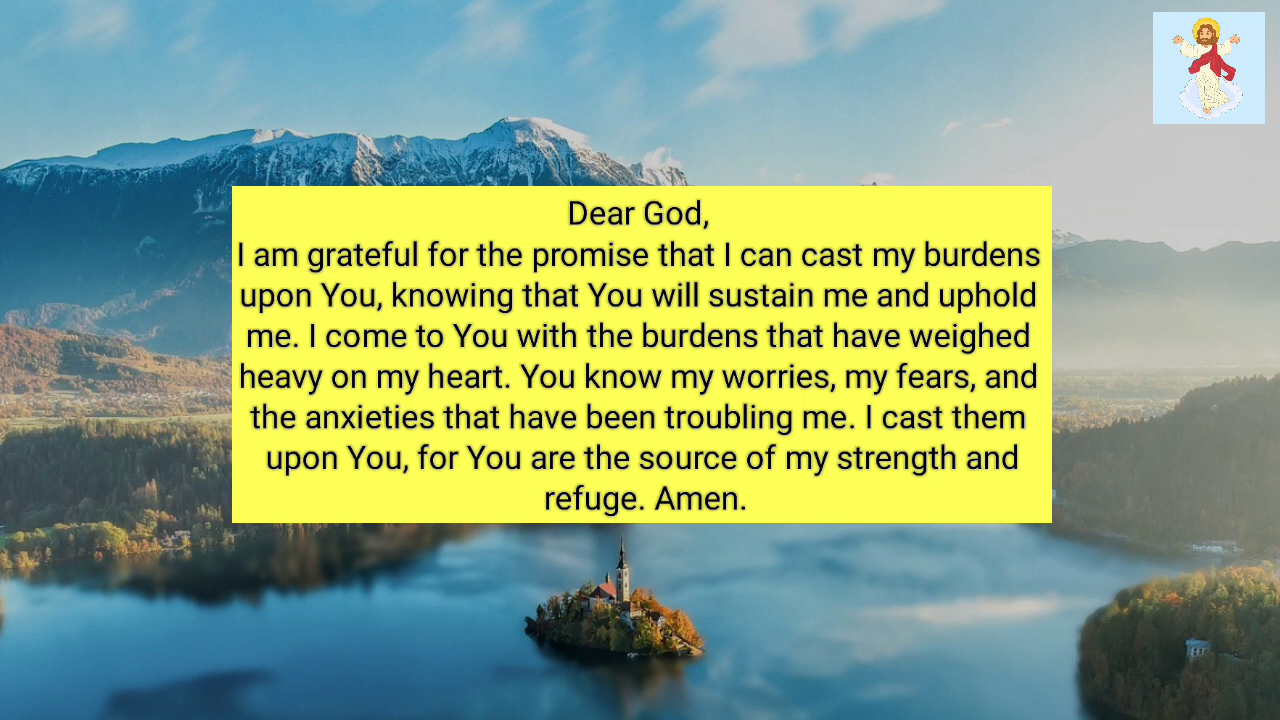 Dear God,
I am grateful for the promise that I can cast my burdens
upon You, knowing that You will sustain me and uphold
me. I come to You with the burdens that have weighed
heavy on my heart. You know my worries, my fears, and
the anxieties that have been troubling me. I cast them
upon You, for You are the source of my strength and
refuge. Amen.